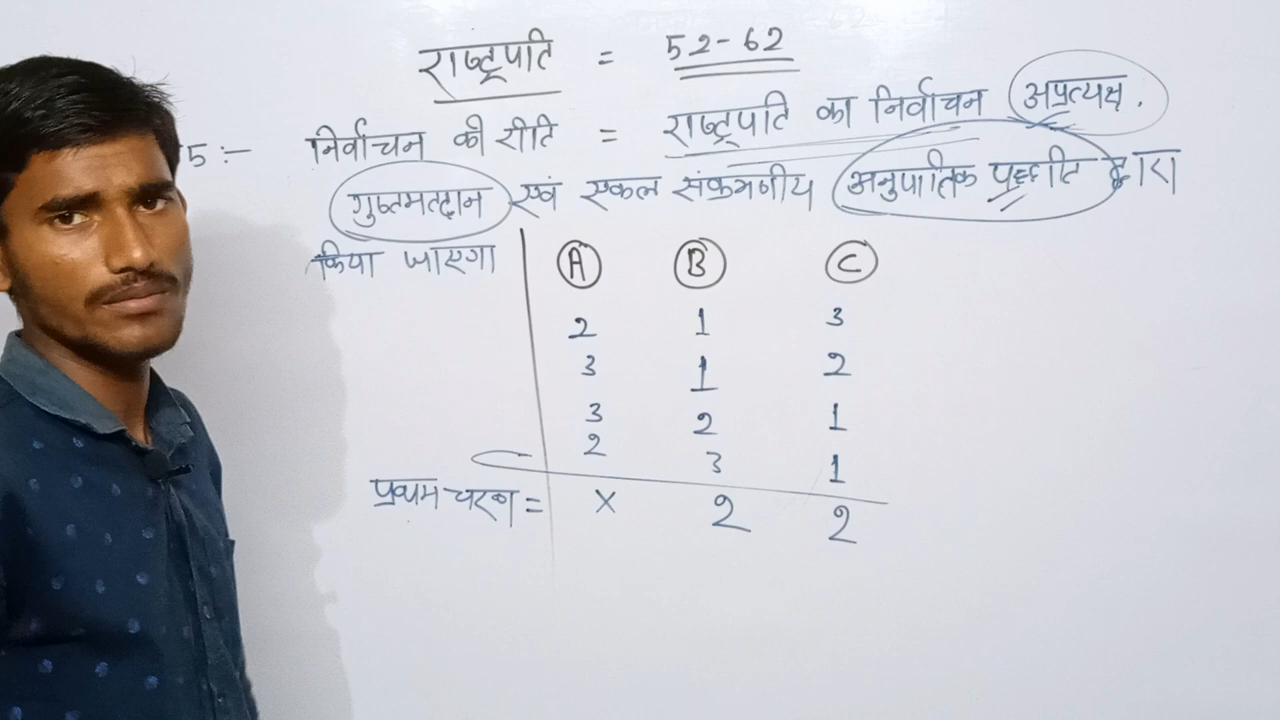 राष्ट्रपति = 52-62
5:- निर्वाचन की रीति = राष्ट्रपति का निर्वाचन अप्रत्यक्ष.
गुप्तमतदान एवं एकल संक्रमणीय अनुपातिक पद्धति द्वारा
किया जाएगा
A B C
2 1 3
3 1 2
3 2 1
2 3 1
प्रथम चरण = X 2 2